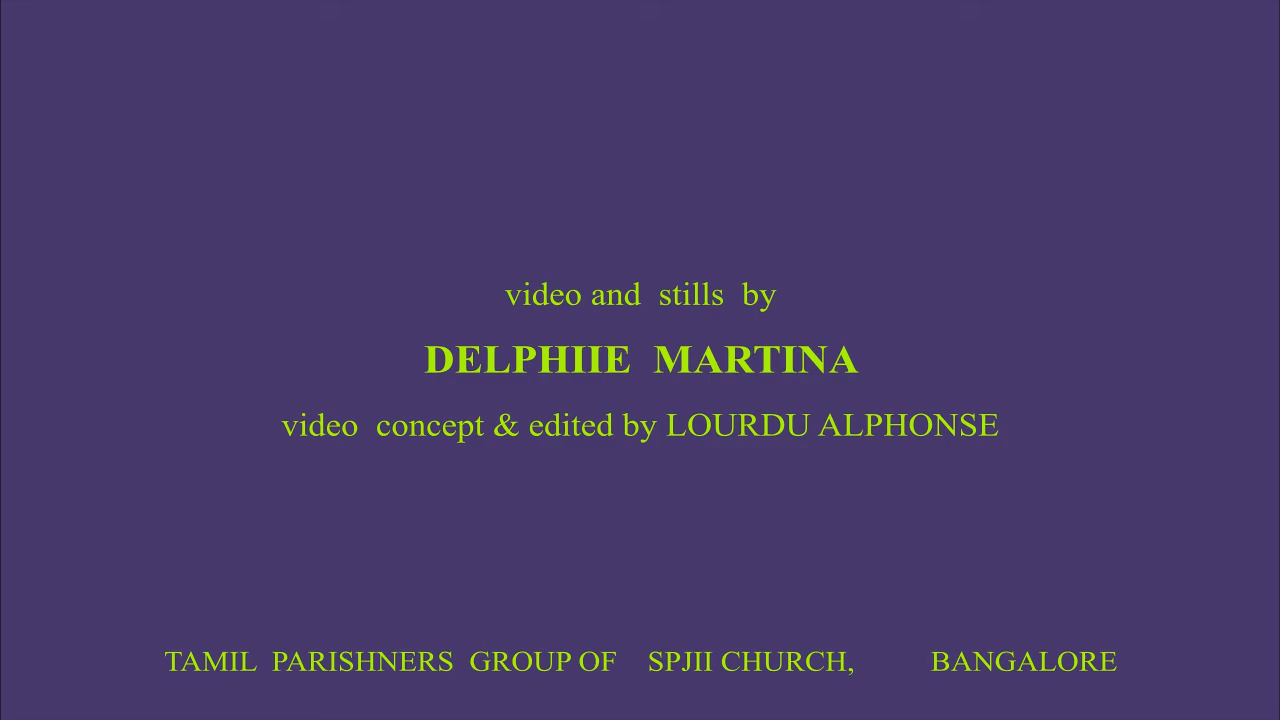 video and stills by
DELPHIIE MARTINA
video concept & edited by LOURDU ALPHONSE
TAMIL PARISHNERS GROUP OF SPJII CHURCH, BANGALORE